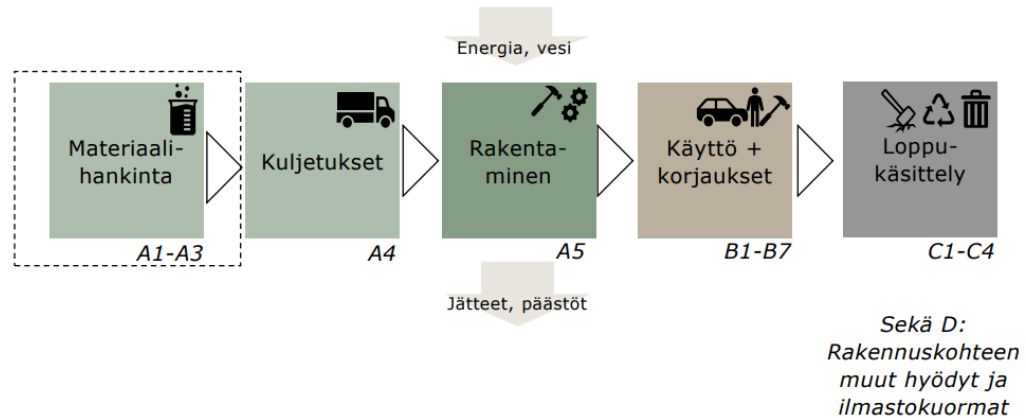 Energia, vesi
Materiaali-
hankinta
A1-A3
Kuljetukset
A4
Rakenta-
minen
A5
Käyttö +
korjaukset
B1-B7
Loppu-
käsittely
C1-C4
Jätteet, päästöt
Sekä D:
Rakennuskohteen
muut hyödyt ja
ilmastokuormat